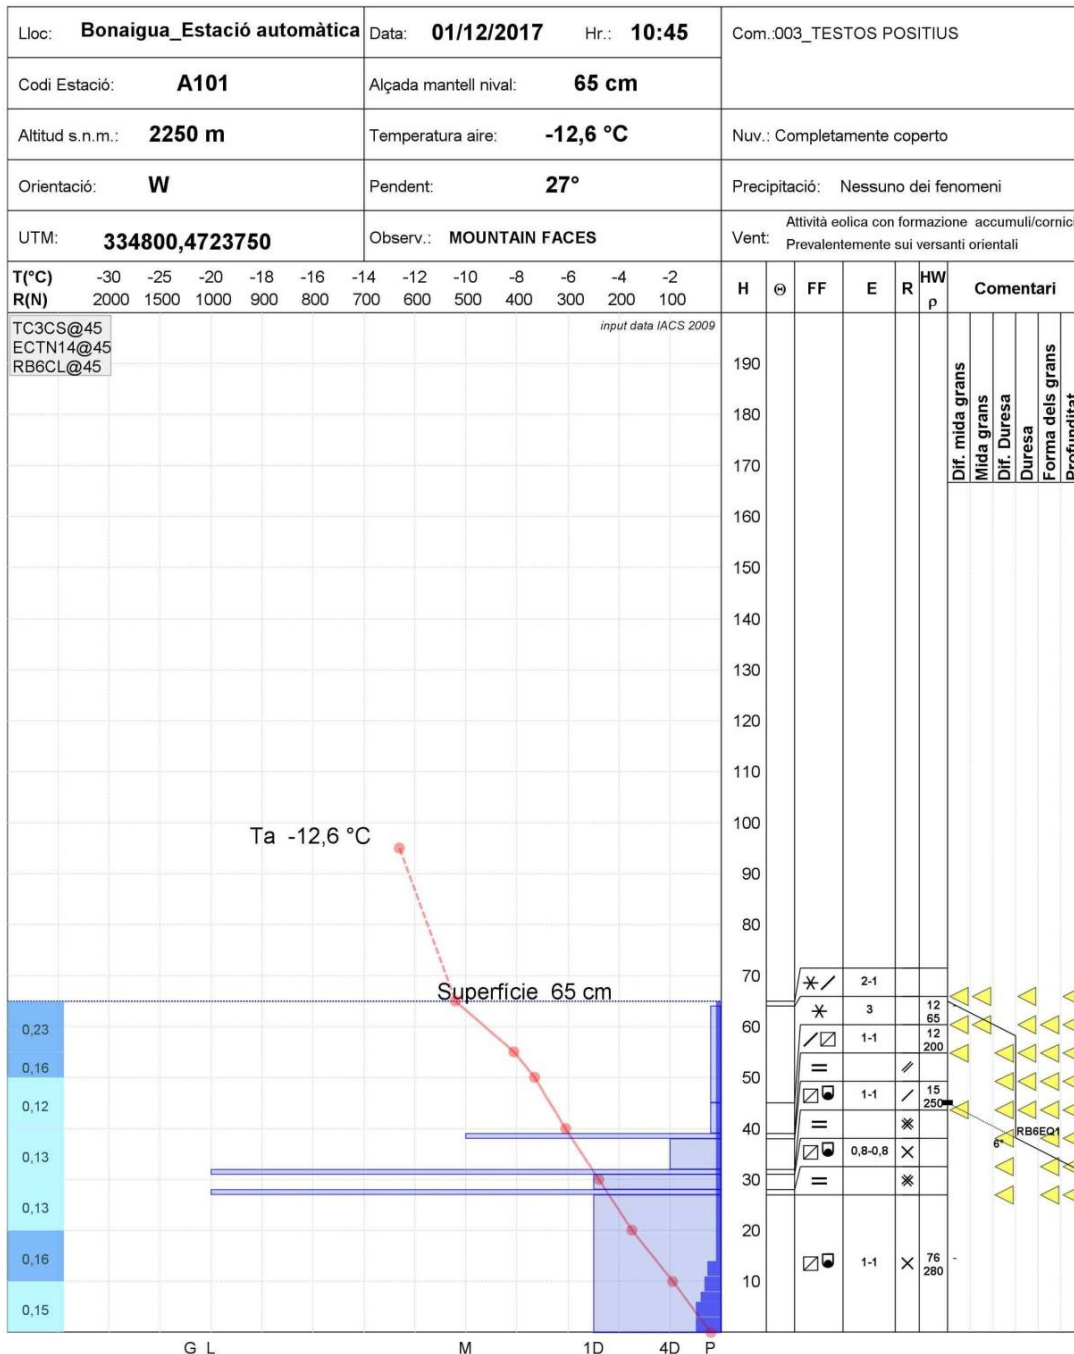 Lloc: Bonaigua_Estació automàtica Data: 01/12/2017 Hr.: 10:45 Com.:003_TESTOS POSITIUS
Codi Estació: A101 Alçada mantell nival: 65 cm
Altitud s.n.m.: 2250 m Temperatura aire: -12,6 °C Nuv.: Completamente coperto
Orientació: W Pendent: 27° Precipitació: Nessuno dei fenomeni
UTM: 334800,4723750 Observ.: MOUNTAIN FACES Vent: Attività eolica con formazione accumuli/cornici
Prevalentemente sui versanti orientali
T(°C) -30 -25 -20 -18 -16 -14 -12 -10 -8 -6 -4 -2
R(N) 2000 1500 1000 900 800 700 600 500 400 300 200 100
H Θ FF E R HW ρ Comentari
TC3CS@45
ECTN14@45
RB6CL@45
input data IACS 2009
Dif. mida grans
Mida grans
Dif. Duresa
Duresa
Forma dels grans
Profunditat
190
180
170
160
150
140
130
120
110
100
90
80
70
60
50
40
30
20
10
Ta -12,6 °C
Superfície 65 cm
2-1
3 12
65
1-1 12
200
1-1 15
250
0,8-0,8
1-1 76
280
-
-
RB6EQ1
6°
0,23
0,16
0,12
0,13
0,13
0,16
0,15
G L M 1D 4D P